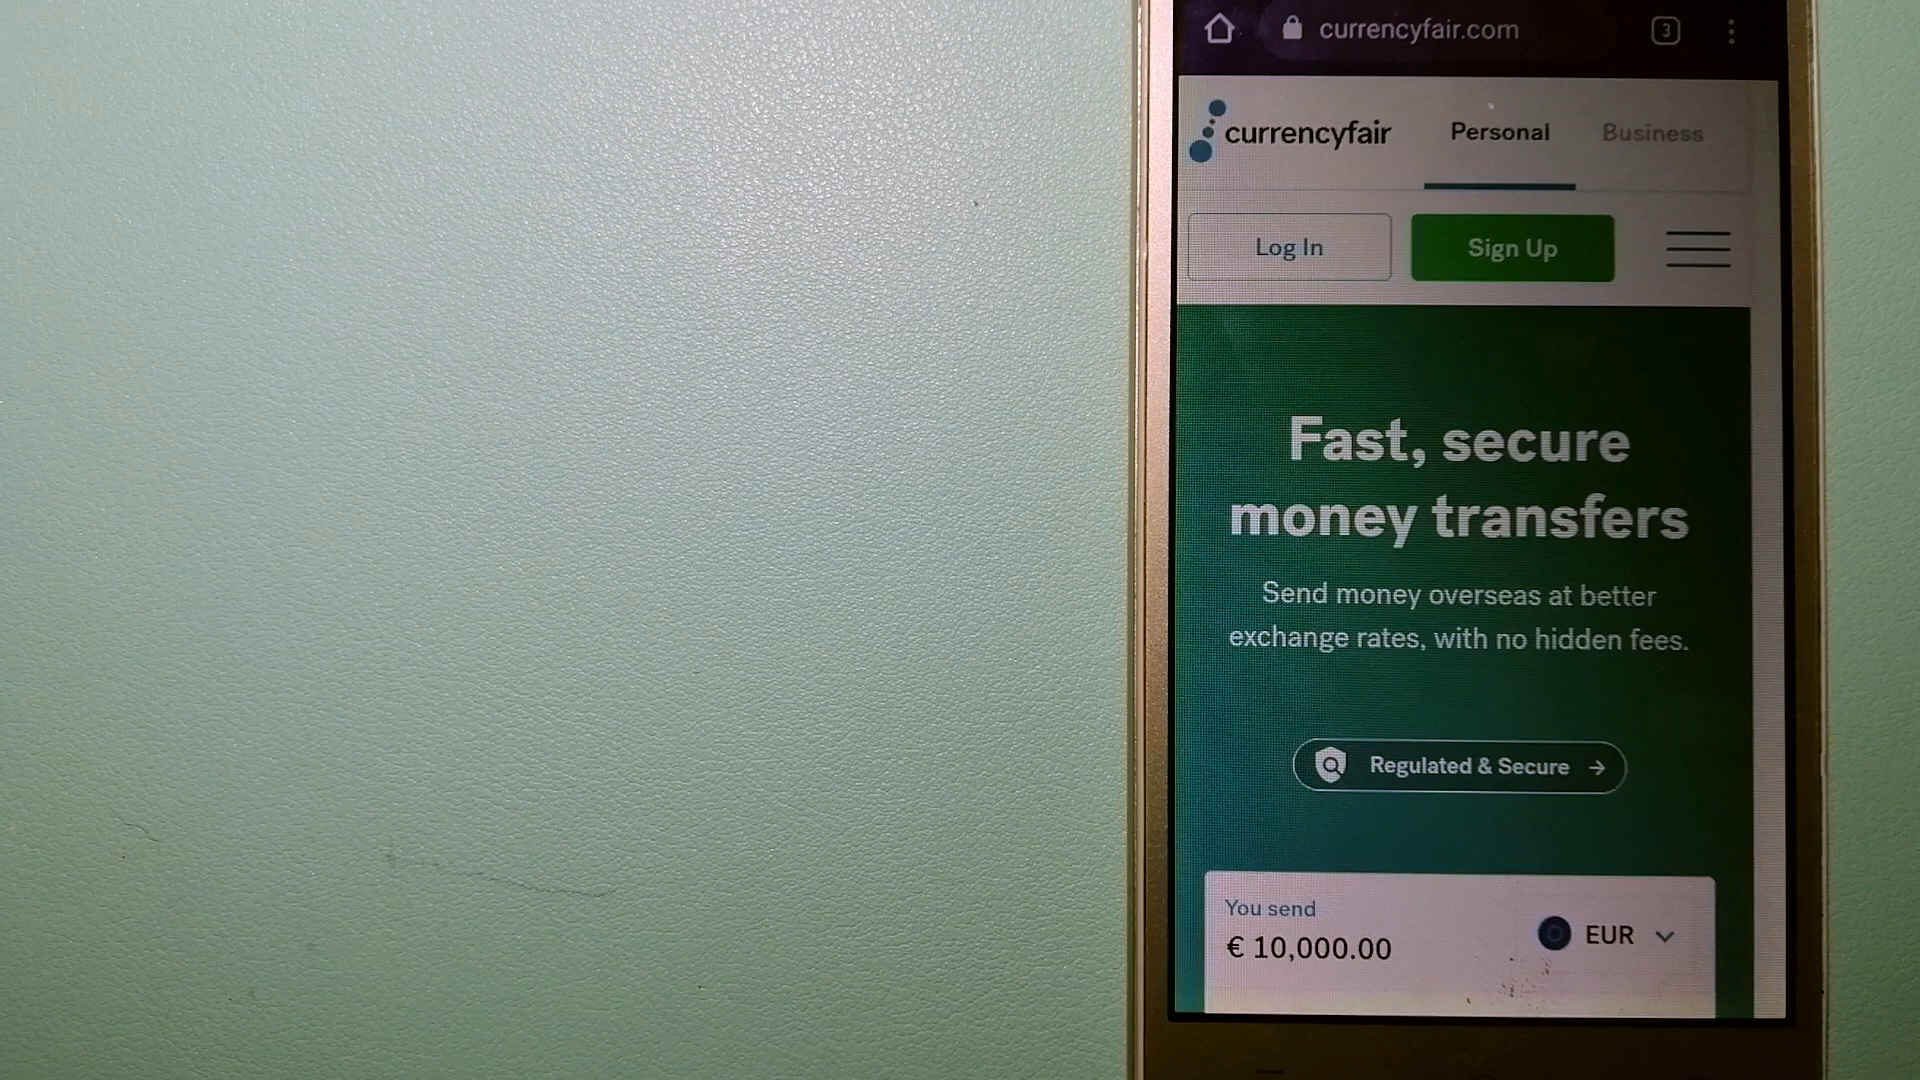 currencyfair.com
3
currencyfair Personal Business
Log In Sign Up
Fast, secure
money transfers
Send money overseas at better
exchange rates, with no hidden fees.
Regulated & Secure →
You send
€ 10,000.00
EUR